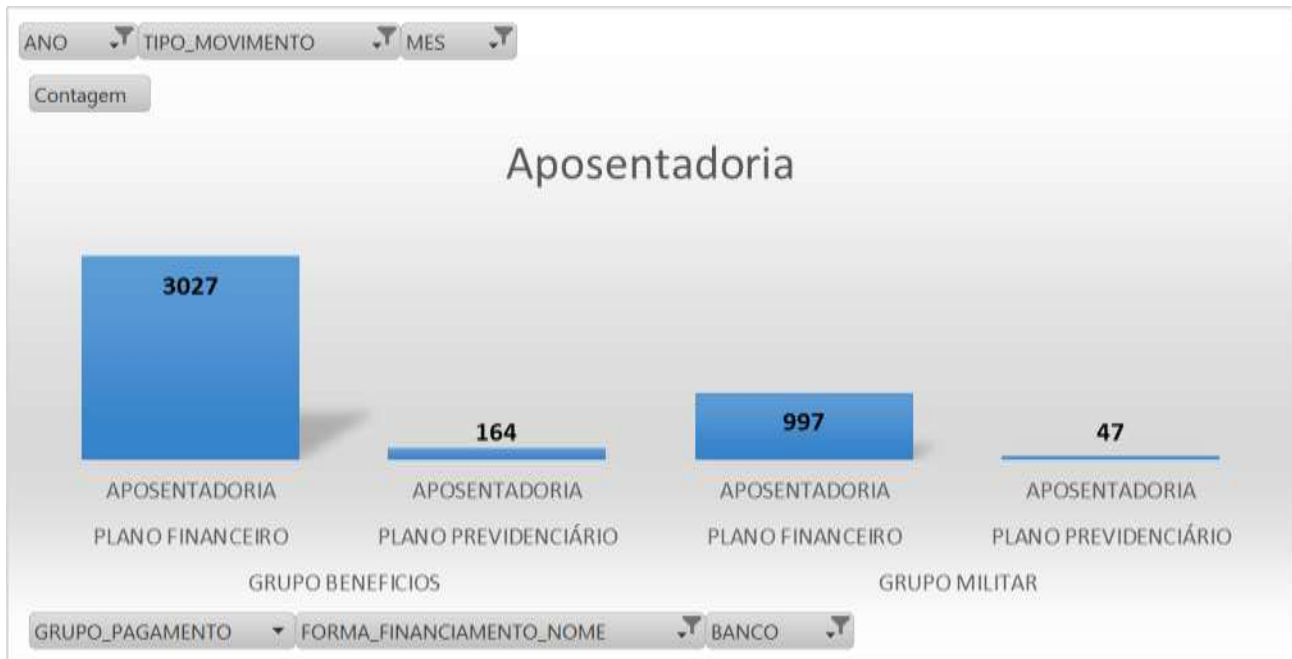 ANO TIPO_MOVIMENTO MES
Contagem
Aposentadoria
3027
164
997
47
APOSENTADORIA APOSENTADORIA APOSENTADORIA APOSENTADORIA
PLANO FINANCEIRO PLANO PREVIDENCIÁRIO PLANO FINANCEIRO PLANO PREVIDENCIÁRIO
GRUPO BENEFICIOS GRUPO MILITAR
GRUPO_PAGAMENTO FORMA_FINANCIAMENTO_NOME BANCO